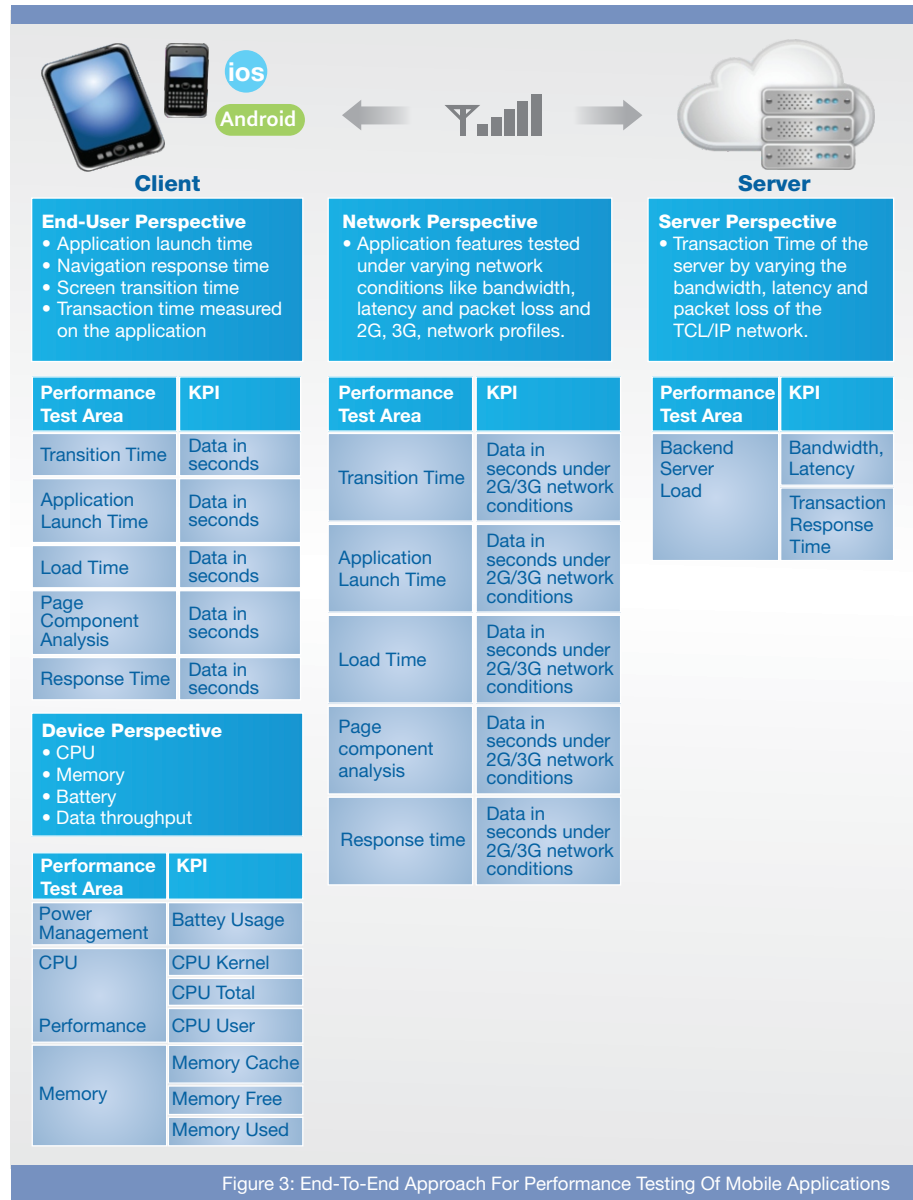 ios
Android
Client
Server
End-User Perspective
• Application launch time
• Navigation response time
• Screen transition time
• Transaction time measured
on the application
Performance
Test Area
KPI
Transition Time
Data in
seconds
Application
Launch Time
Data in
seconds
Load Time
Data in
seconds
Page
Component
Analysis
Data in
seconds
Response Time
Data in
seconds
Device Perspective
• CPU
• Memory
• Battery
• Data throughput
Performance
Test Area
KPI
Power
Management
Battey Usage
CPU
Performance
CPU Kernel
CPU Total
CPU User
Memory
Memory Cache
Memory Free
Memory Used
Network Perspective
• Application features tested
under varying network
conditions like bandwidth,
latency and packet loss and
2G, 3G, network profiles.
Performance
Test Area
KPI
Transition Time
Data in
seconds under
2G/3G network
conditions
Application
Launch Time
Data in
seconds under
2G/3G network
conditions
Load Time
Data in
seconds under
2G/3G network
conditions
Page
component
analysis
Data in
seconds under
2G/3G network
conditions
Response time
Data in
seconds under
2G/3G network
conditions
Server Perspective
• Transaction Time of the
server by varying the
bandwidth, latency and
packet loss of the
TCL/IP network.
Performance
Test Area
KPI
Backend
Server
Load
Bandwidth,
Latency
Transaction
Response
Time
Figure 3: End-To-End Approach For Performance Testing Of Mobile Applications